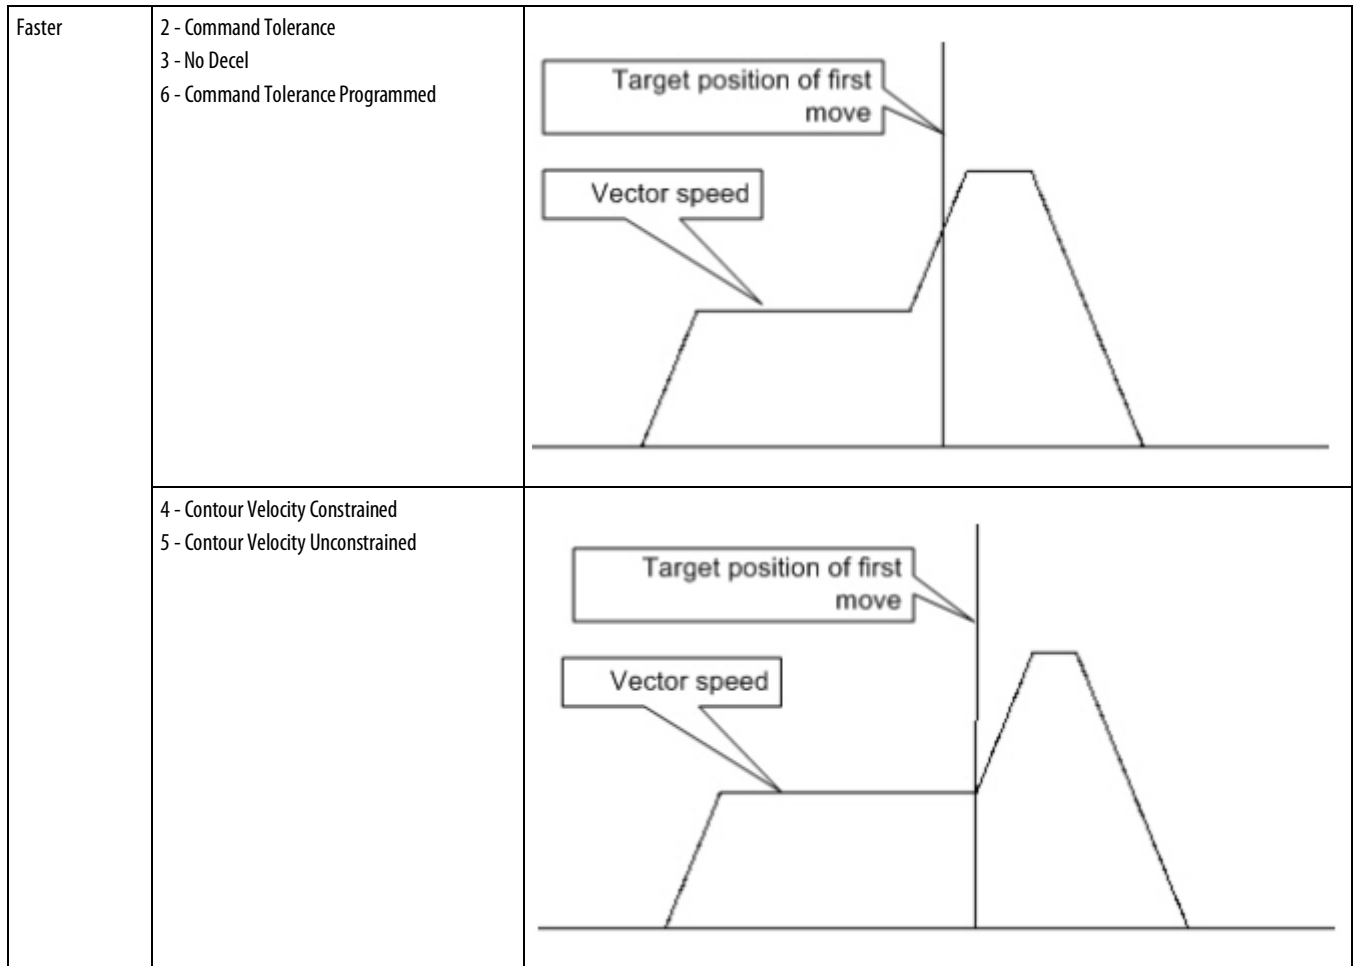 Faster
2 - Command Tolerance
3 - No Decel
6 - Command Tolerance Programmed
Target position of first
move
Vector speed
4 - Contour Velocity Constrained
5 - Contour Velocity Unconstrained
Target position of first
move
Vector speed